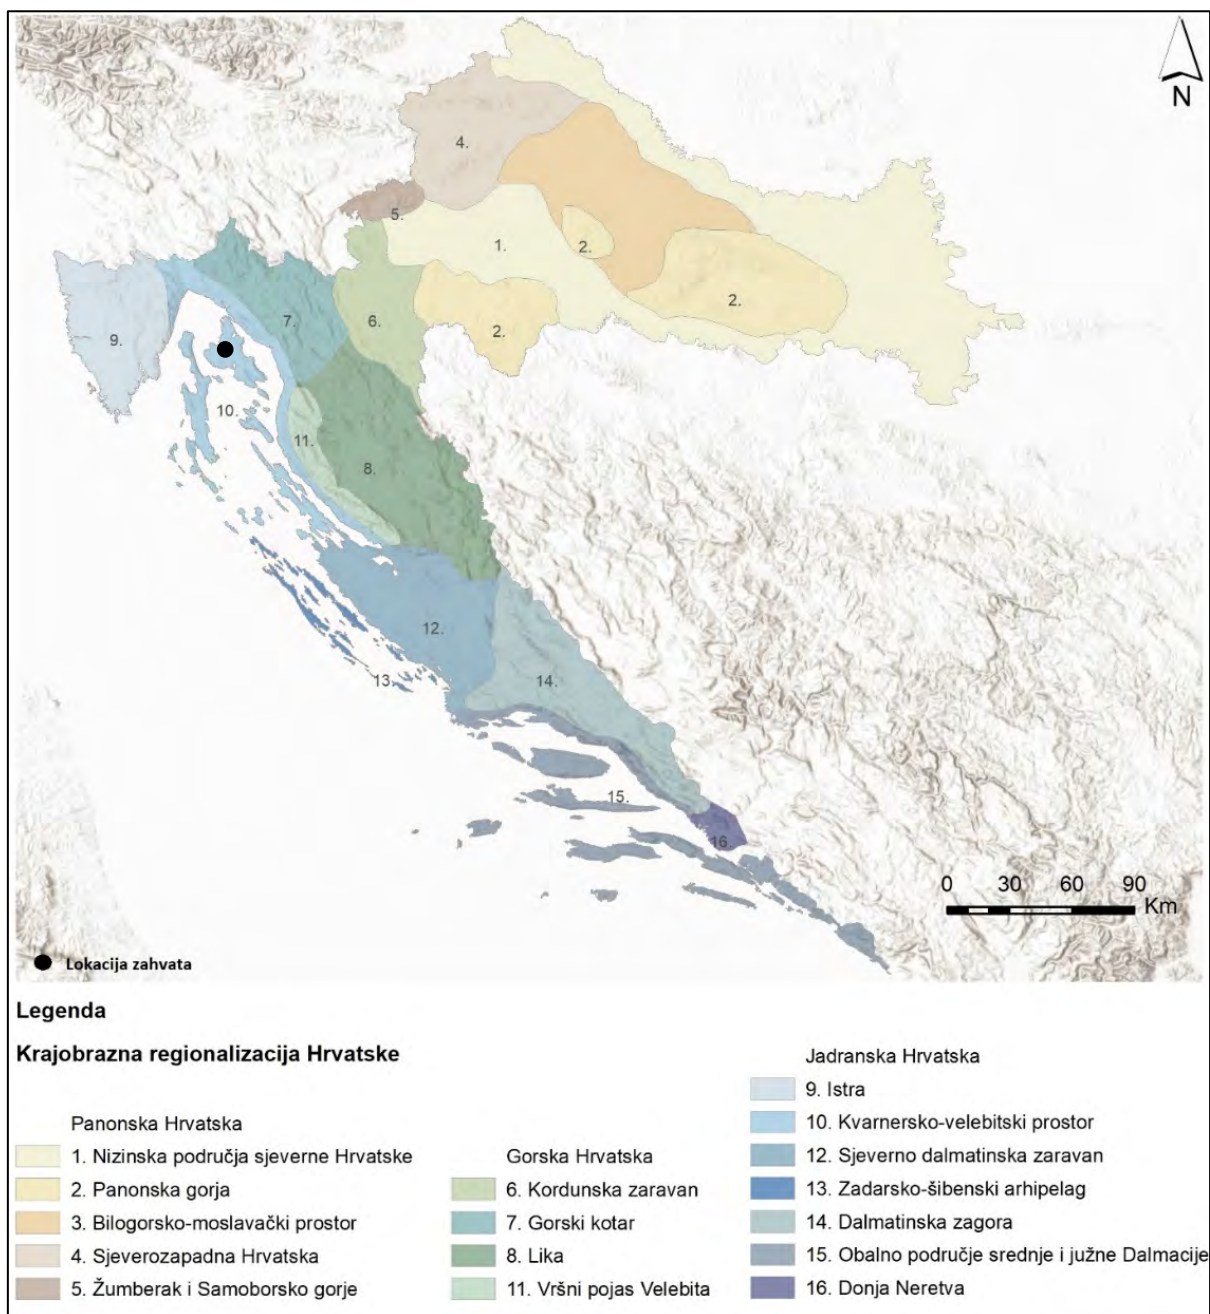 N
4.
5.
1.
2.
2.
9.
7.
6.
2.
10.
11.
8.
12.
13.
14.
15.
16.
0 30 60 90
Km
Lokacija zahvata
Legenda
Krajobrazna regionalizacija Hrvatske
Panonska Hrvatska
1. Nizinska područja sjeverne Hrvatske
2. Panonska gorja
3. Bilogorsko-moslavački prostor
4. Sjeverozapadna Hrvatska
5. Žumberak i Samoborsko gorje
Gorska Hrvatska
6. Kordunska zaravan
7. Gorski kotar
8. Lika
11. Vršni pojas Velebita
Jadranska Hrvatska
9. Istra
10. Kvarnersko-velebitski prostor
12. Sjeverno dalmatinska zaravan
13. Zadarsko-šibenski arhipelag
14. Dalmatinska zagora
15. Obalno područje srednje i južne Dalmacije
16. Donja Neretva